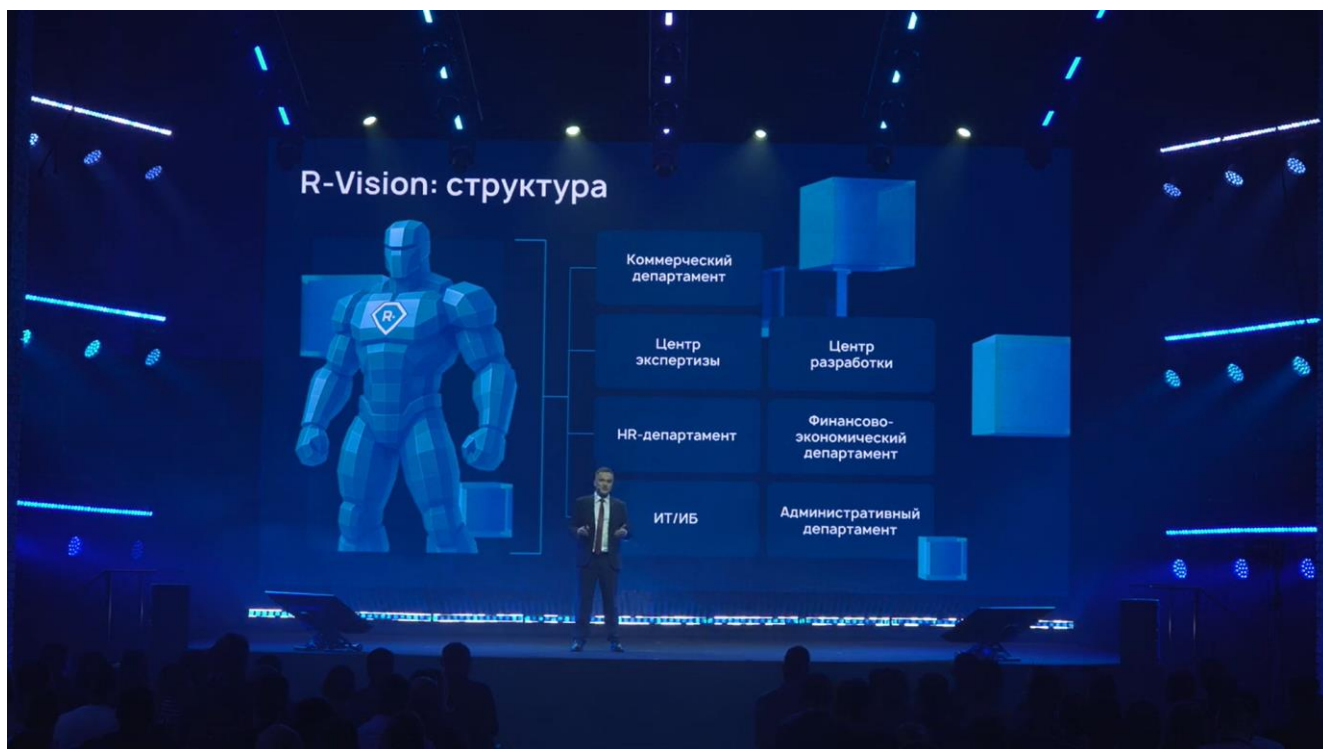 R-Vision: структура
R·
Коммерческий
департамент
Центр
экспертизы
Центр
разработки
HR-департамент
Финансово-
экономический
департамент
ИТ/ИБ
Административный
департамент